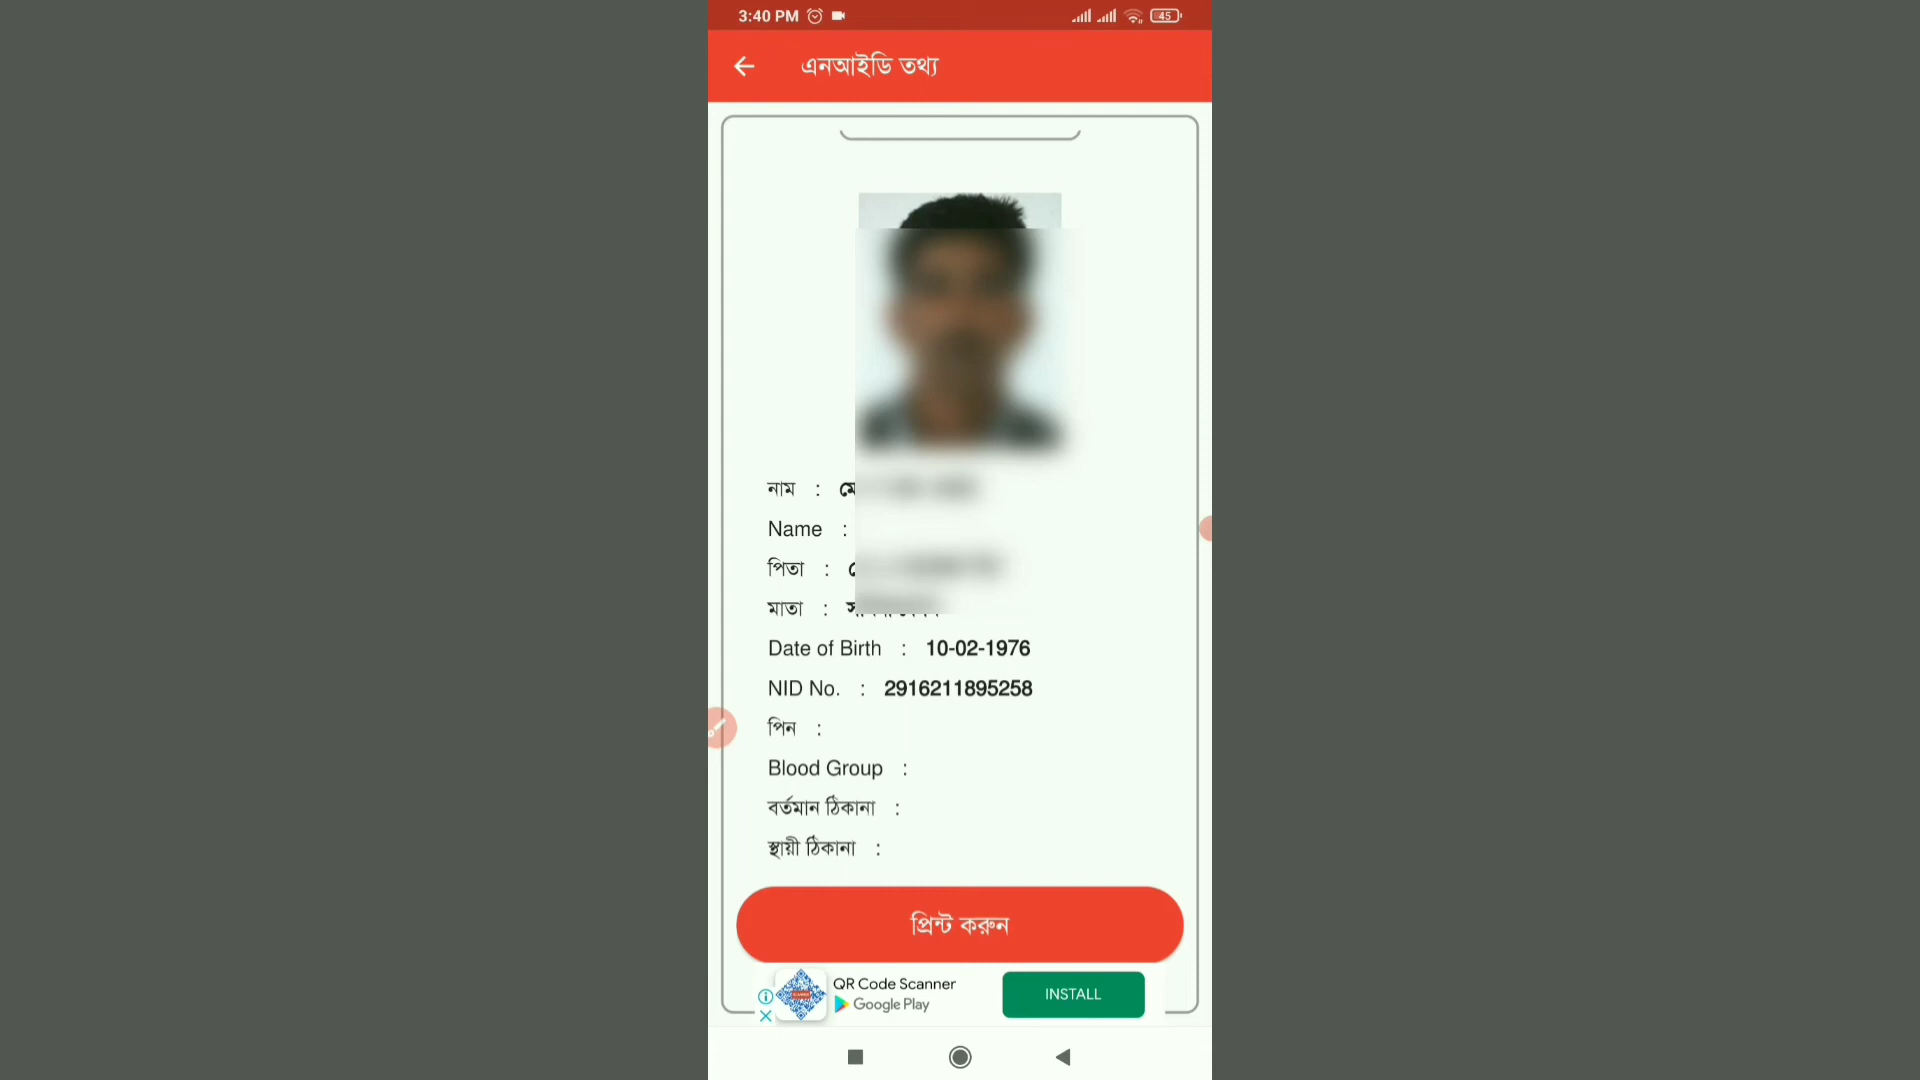 3:40 PM
45
এনআইডি তথ্য
নাম :
Name :
পিতা :
মাতা :
Date of Birth : 10-02-1976
NID No. : 2916211895258
পিন :
Blood Group :
বর্তমান ঠিকানা :
স্থায়ী ঠিকানা :
প্রিন্ট করুন
QR Code Scanner
Google Play
INSTALL